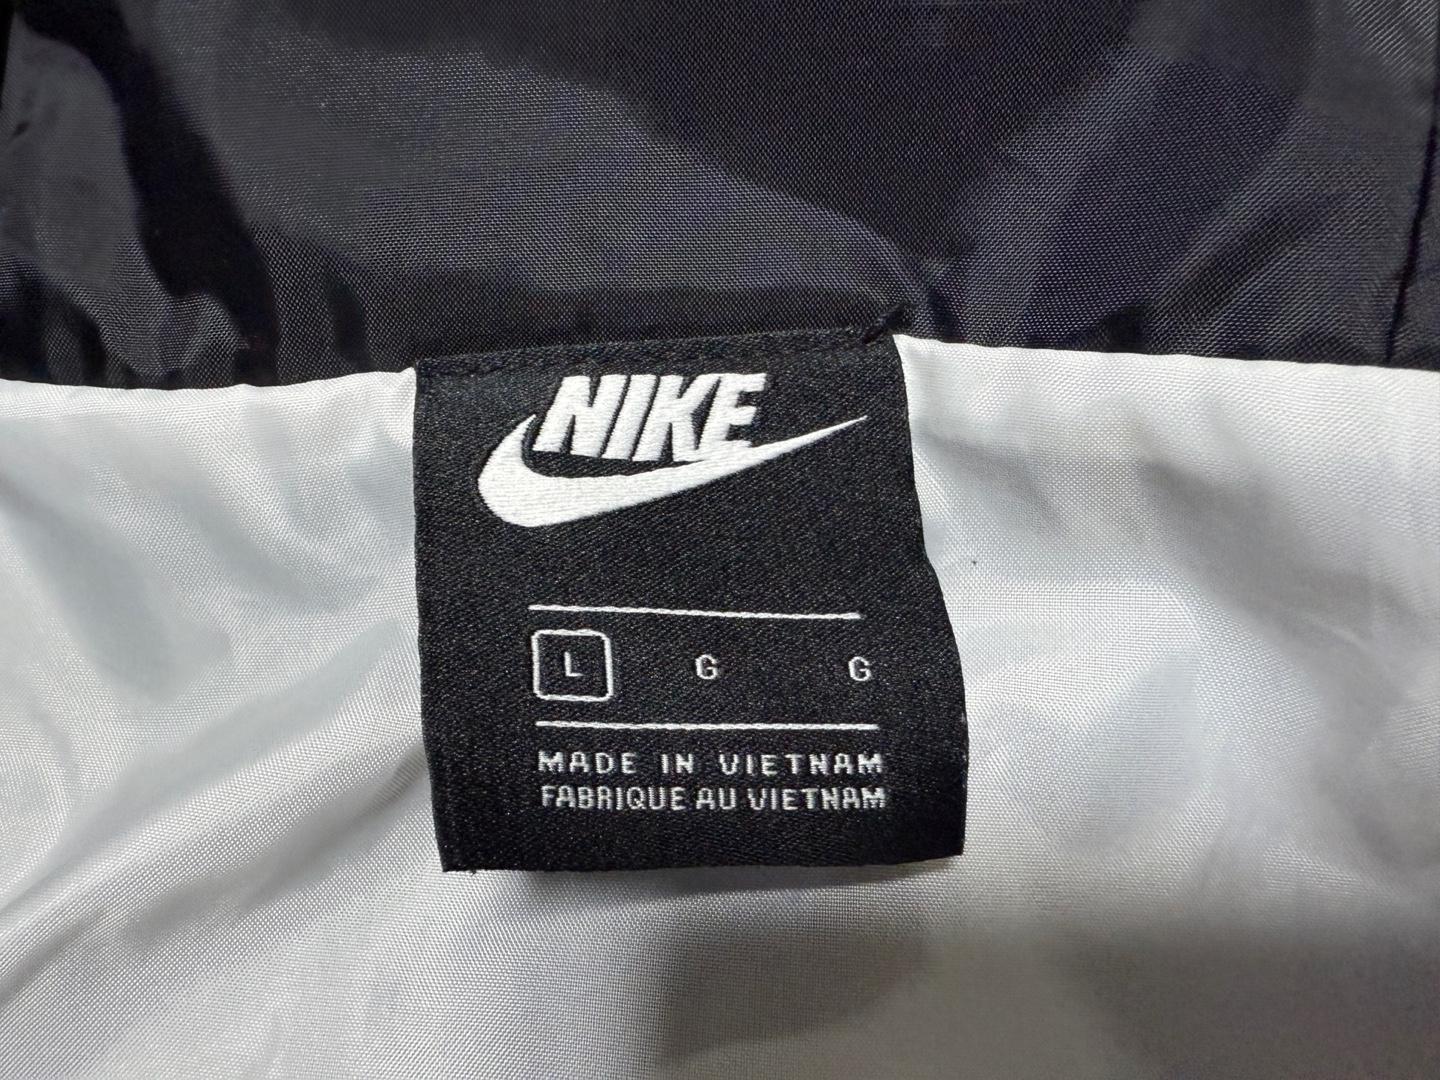 NIKE
L G G
MADE IN VIETNAM
FABRIQUE AU VIETNAM